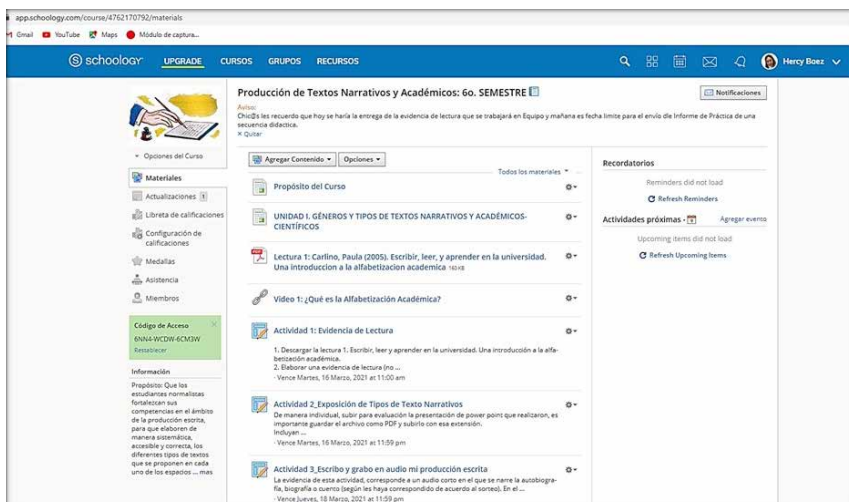 app.schoology.com/course/4762170792/materials
Gmail YouTube Maps Módulo de captura...
schoology UPGRADE CURSOS GRUPOS RECURSOS Hercy Baez
Producción de Textos Narrativos y Académicos: 6o. SEMESTRE
Notificaciones
Aviso:
Chic@s les recuerdo que hoy se haría la entrega de la evidencia de lectura que se trabajará en Equipo y mañana es fecha limite para el envío de Informe de Práctica de una
secuencia didactica.
× Quitar
Opciones del Curso
Materiales
Actualizaciones 1
Libreta de calificaciones
Configuración de
calificaciones
Medallas
Asistencia
Miembros
Código de Acceso
6NN4-WCDW-6CM3W
Restablecer
Información
Propósito: Que los
estudiantes normalistas
fortalezcan sus
competencias en el ámbito
de la producción escrita,
para que elaboren de
manera sistemática,
accesible y correcta, los
diferentes tipos de textos
que se proponen en cada
uno de los espacios ... mas
Agregar Contenido Opciones
Todos los materiales
Propósito del Curso
UNIDAD I. GÉNEROS Y TIPOS DE TEXTOS NARRATIVOS Y ACADÉMICOS-
CIENTÍFICOS
Lectura 1: Carlino, Paula (2005). Escribir, leer, y aprender en la universidad.
Una introduccion a la alfabetizacion academica 163 KB
Video 1: ¿Qué es la Alfabetización Académica?
Actividad 1: Evidencia de Lectura
1. Descargar la lectura 1. Escribir, leer y aprender en la universidad. Una introducción a la alfa-
betización académica.
2. Elaborar una evidencia de lectura (no ...
· Vence Martes, 16 Marzo, 2021 at 11:00 am
Actividad 2_Exposición de Tipos de Texto Narrativos
De manera individual, subir para evaluación la presentación de power point que realizaron, es
importante guardar el archivo como PDF y subirlo con esa extensión.
Incluyan ...
· Vence Martes, 16 Marzo, 2021 at 11:59 pm
Actividad 3_Escribo y grabo en audio mi producción escrita
La evidencia de esta actividad, corresponde a un audio corto en el que se narre la autobiogra-
fía, biografía o cuento (según les haya correspondido de acuerdo al sorteo). En el ...
· Vence Jueves, 18 Marzo, 2021 at 11:59 pm
Recordatorios
Reminders did not load
Refresh Reminders
Actividades próximas · Agregar evento
Upcoming items did not load
Refresh Upcoming Items